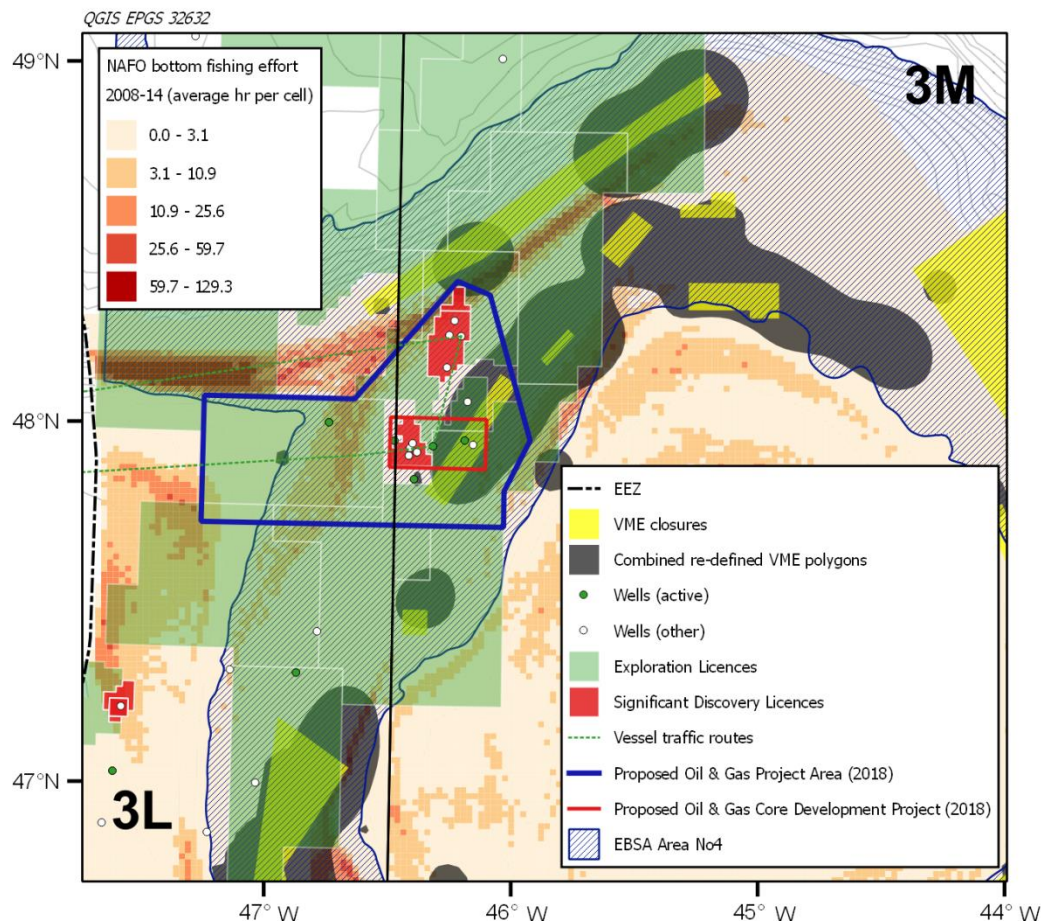 QGIS EPGS 32632
49°N
48°N
47°N
NAFO bottom fishing effort
2008-14 (average hr per cell)
0.0 - 3.1
3.1 - 10.9
10.9 - 25.6
25.6 - 59.7
59.7 - 129.3
3M
3L
EEZ
VME closures
Combined re-defined VME polygons
Wells (active)
Wells (other)
Exploration Licences
Significant Discovery Licences
Vessel traffic routes
Proposed Oil & Gas Project Area (2018)
Proposed Oil & Gas Core Development Project (2018)
EBSA Area No4
47° W
46° W
45° W
44° W